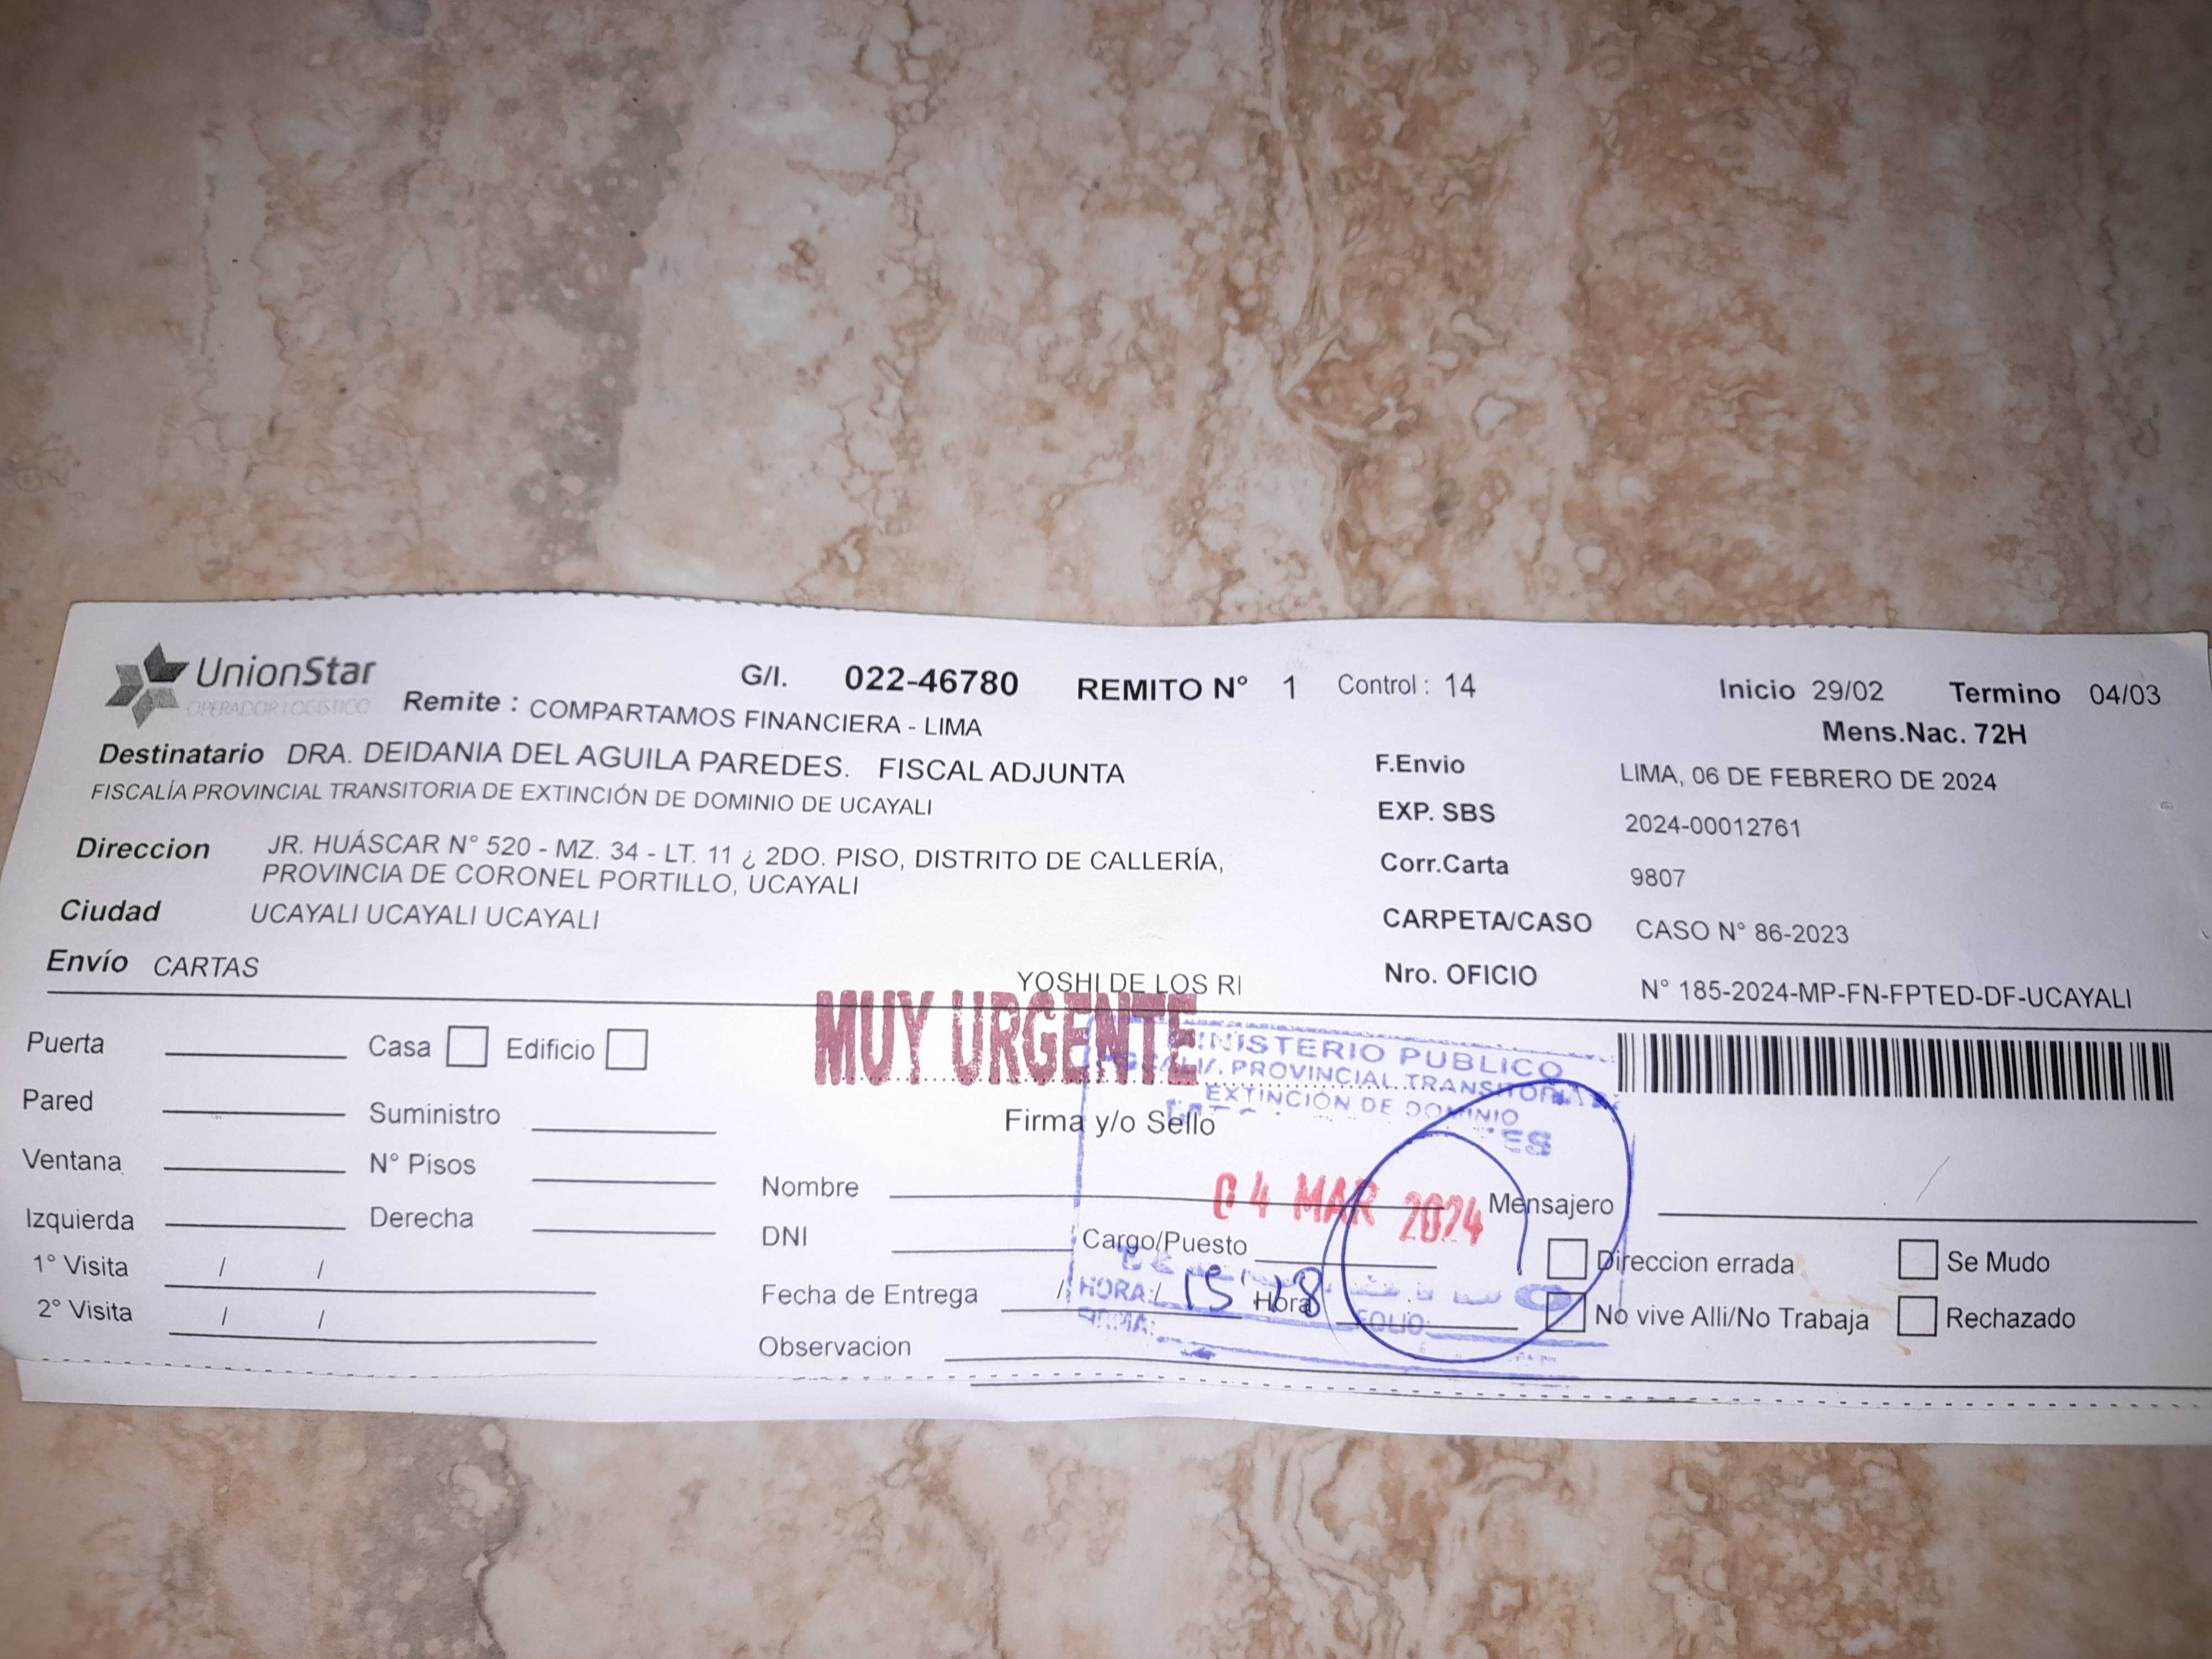 UnionStar
OPERADOR LOGISTICO
G/I. 022-46780 REMITO N° 1 Control : 14
Inicio 29/02 Termino 04/03
Mens.Nac. 72H
Remite : COMPARTAMOS FINANCIERA - LIMA
Destinatario DRA. DEIDANIA DEL AGUILA PAREDES. FISCAL ADJUNTA
FISCALÍA PROVINCIAL TRANSITORIA DE EXTINCIÓN DE DOMINIO DE UCAYALI
Direccion JR. HUÁSCAR N° 520 - MZ. 34 - LT. 11 ¿ 2DO. PISO, DISTRITO DE CALLERÍA,
PROVINCIA DE CORONEL PORTILLO, UCAYALI
Ciudad UCAYALI UCAYALI UCAYALI
Envío CARTAS
F.Envio LIMA, 06 DE FEBRERO DE 2024
EXP. SBS 2024-00012761
Corr.Carta 9807
CARPETA/CASO CASO N° 86-2023
Nro. OFICIO N° 185-2024-MP-FN-FPTED-DF-UCAYALI
YOSHI DE LOS RI
MUY URGENTE
MINISTERIO PUBLICO
PROVINCIAL TRANSITORIA
EXTINCIÓN DE DOMINIO
Puerta Casa Edificio
Pared Suministro
Ventana N° Pisos
Izquierda Derecha
1° Visita / /
2° Visita / /
Firma y/o Sello
04 MAR 2024
Nombre
Mensajero
DNI Cargo/Puesto
Fecha de Entrega / / Hora
HORA: 15:18
FIRMA: FOLIO:
Observacion
Direccion errada Se Mudo
No vive Alli/No Trabaja Rechazado